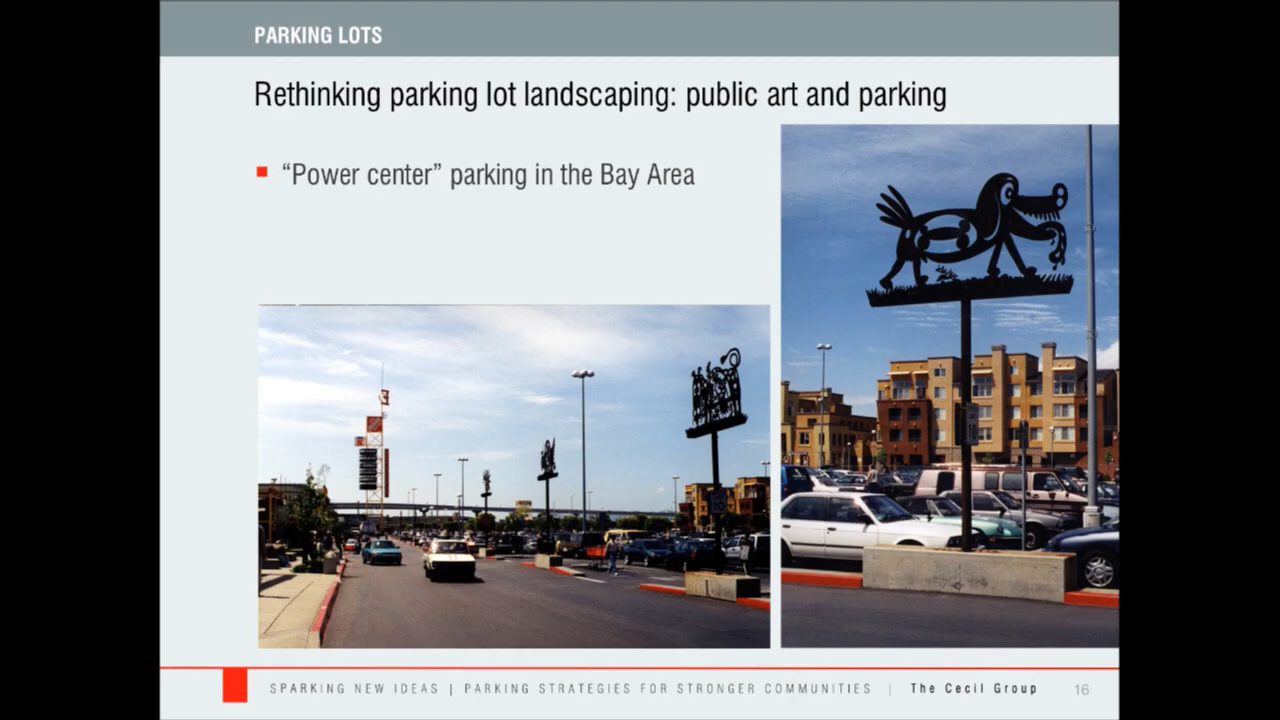 PARKING LOTS
Rethinking parking lot landscaping: public art and parking
“Power center” parking in the Bay Area
SPARKING NEW IDEAS | PARKING STRATEGIES FOR STRONGER COMMUNITIES | The Cecil Group 16